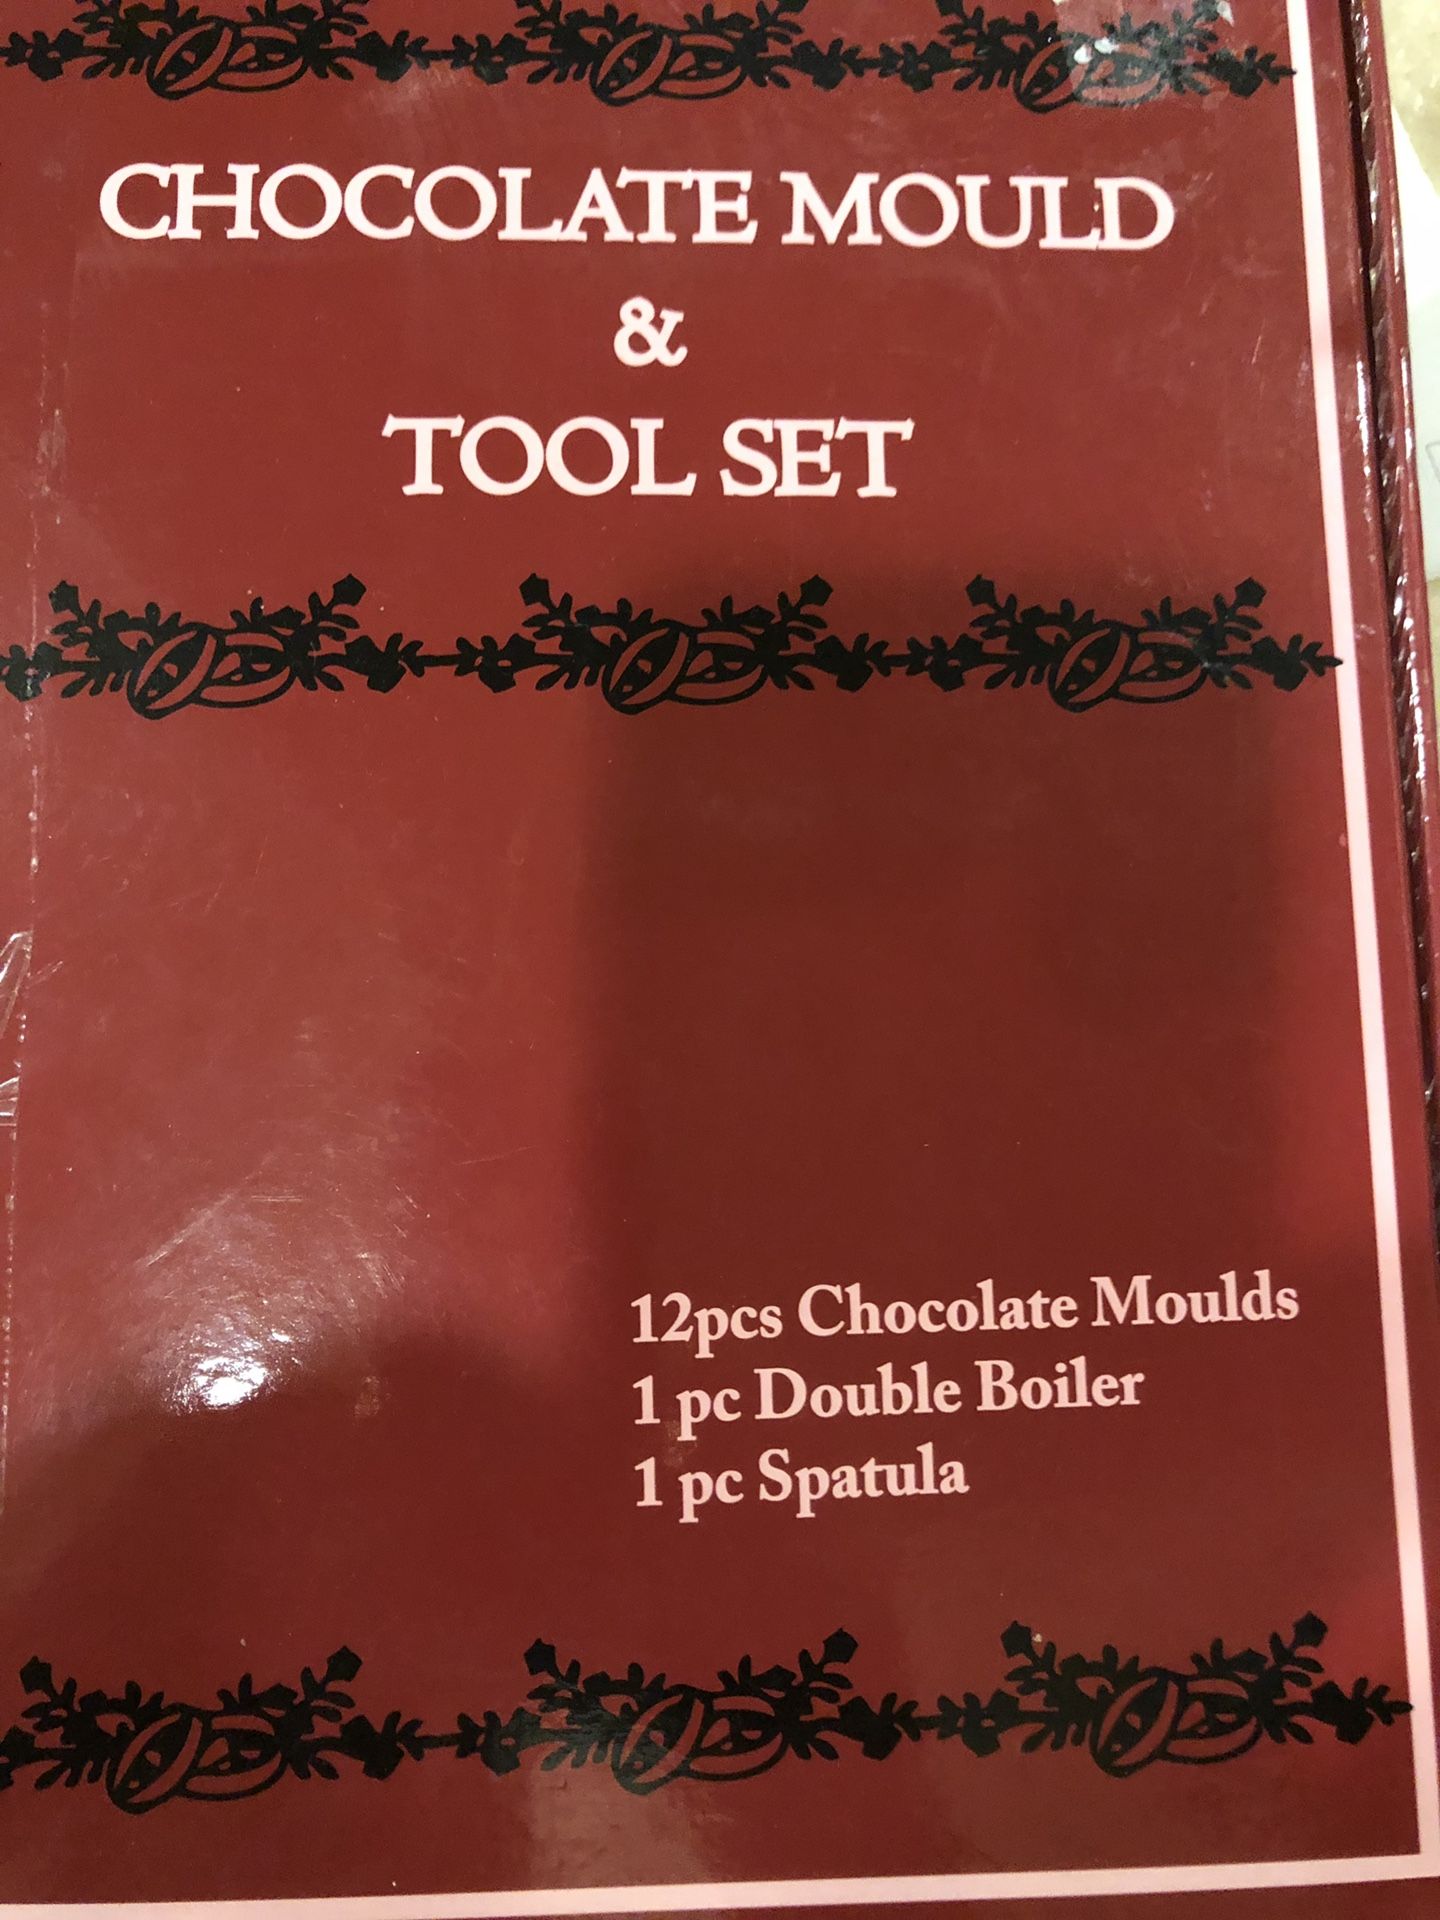 CHOCOLATE MOULD
&
TOOL SET
12pcs Chocolate Moulds
1 pc Double Boiler
1 pc Spatula